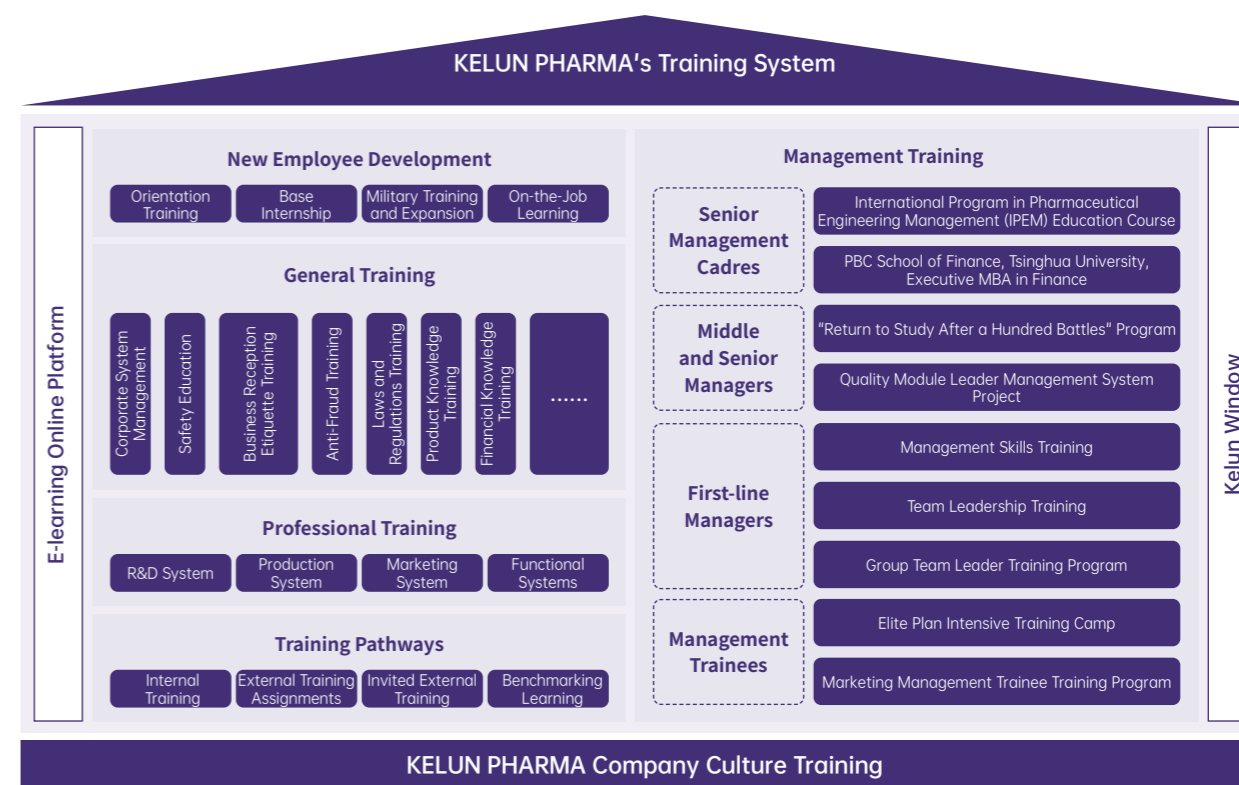 KELUN PHARMA's Training System
E-learning Online Platform
New Employee Development
Orientation
Training
Base
Internship
Military Training
and Expansion
On-the-Job
Learning
General Training
Corporate System
Management
Safety Education
Business Reception
Etiquette Training
Anti-Fraud Training
Laws and
Regulations Training
Product Knowledge
Training
Financial Knowledge
Training
......
Professional Training
R&D System
Production
System
Marketing
System
Functional
Systems
Training Pathways
Internal
Training
External Training
Assignments
Invited External
Training
Benchmarking
Learning
Management Training
Senior
Management
Cadres
International Program in Pharmaceutical
Engineering Management (IPEM) Education Course
PBC School of Finance, Tsinghua University,
Executive MBA in Finance
Middle
and Senior
Managers
"Return to Study After a Hundred Battles" Program
Quality Module Leader Management System
Project
First-line
Managers
Management Skills Training
Team Leadership Training
Group Team Leader Training Program
Management
Trainees
Elite Plan Intensive Training Camp
Marketing Management Trainee Training Program
Kelun Window
KELUN PHARMA Company Culture Training